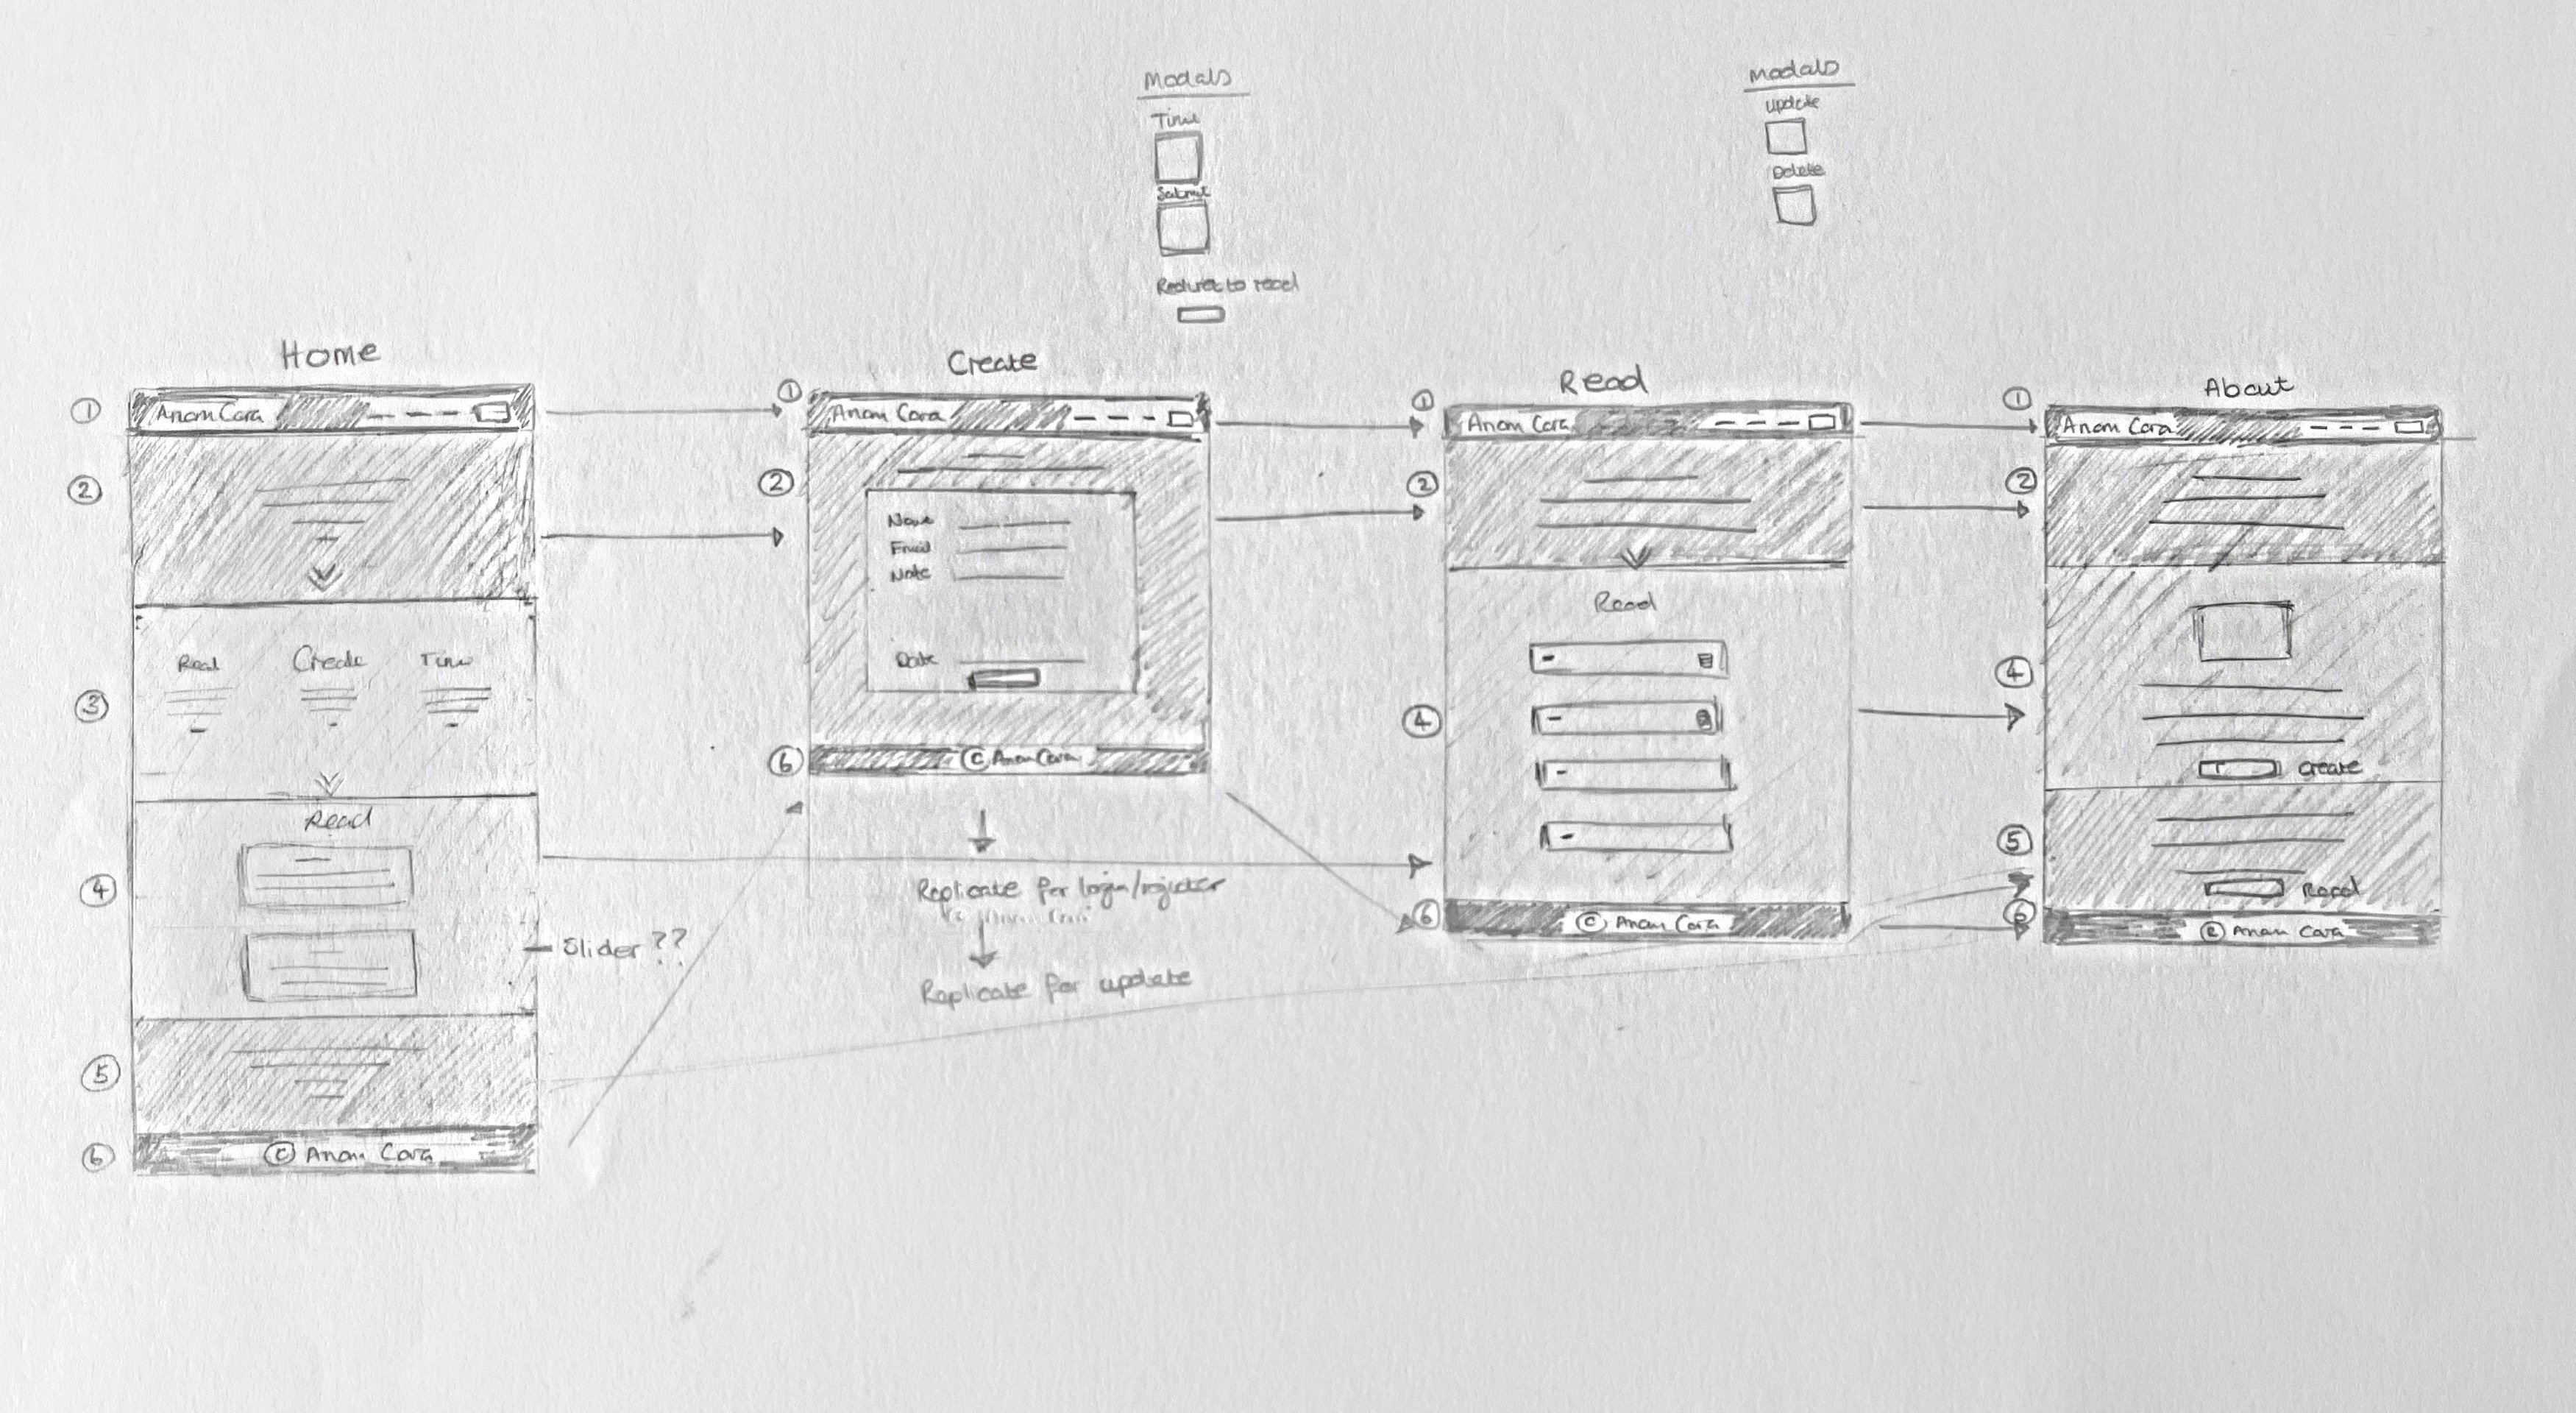 Modals
Time
Submit
Redirect to read
Modals
Update
Delete
Home
1
Anam Cara
2
Read Create Time
3
Read
4
Slider ??
5
6
© Anam Cara
Create
1
Anam Cara
2
Name
Email
Note
Date
6
© Anam Cara
Replicate for login/register
Replicate for update
Read
1
Anam Cara
2
Read
4
6
© Anam Cara
About
1
Anam Cara
2
4
Create
5
Read
6
© Anam Cara